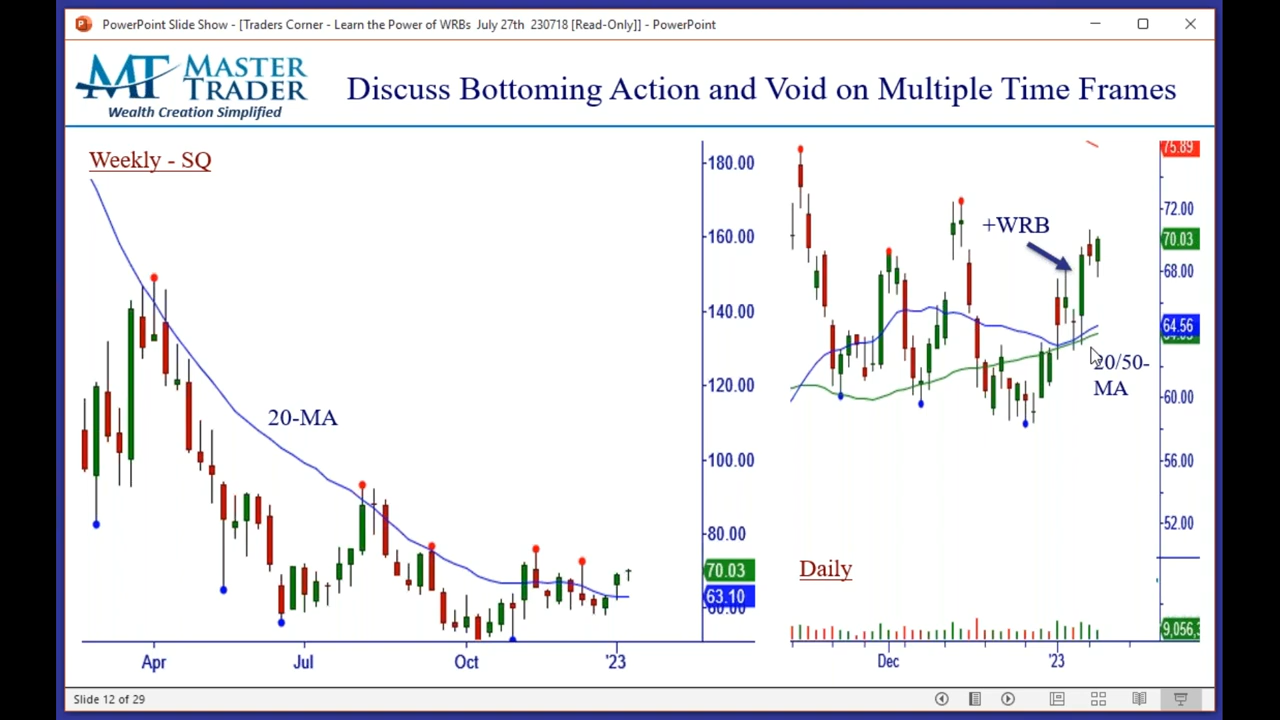 PowerPoint Slide Show - [Traders Corner - Learn the Power of WRBs July 27th 230718 [Read-Only]] - PowerPoint
MT MASTER TRADER
Wealth Creation Simplified
Discuss Bottoming Action and Void on Multiple Time Frames
Weekly - SQ
20-MA
180.00
160.00
140.00
120.00
100.00
80.00
70.03
63.10
60.00
Apr
Jul
Oct
'23
+WRB
20/50-
MA
Daily
75.89
72.00
70.03
68.00
64.56
60.00
56.00
52.00
9,056,3
Dec
'23
Slide 12 of 29